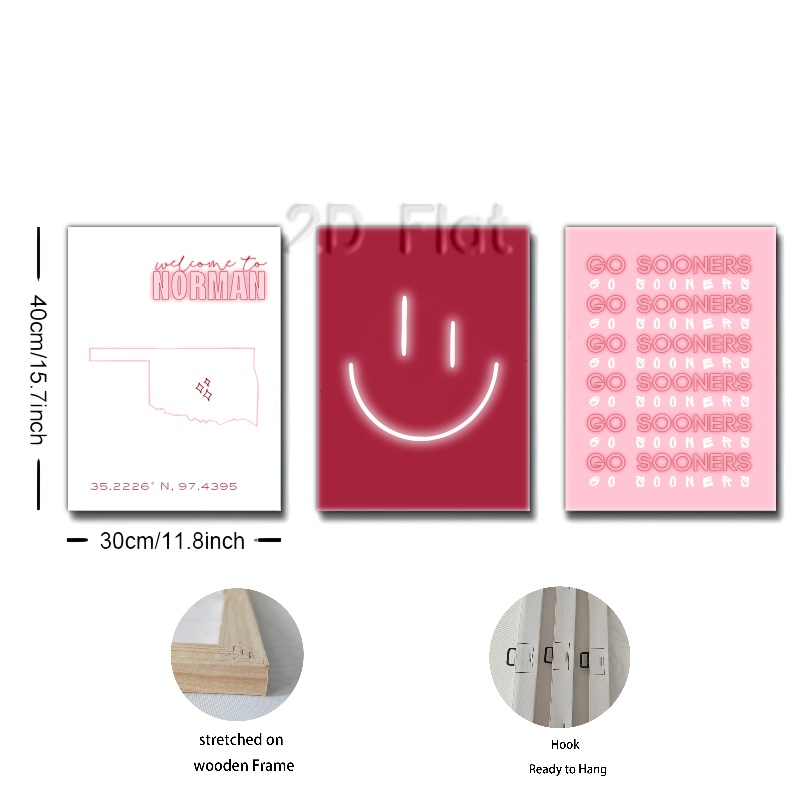 2D Flat
welcome to
NORMAN
35.2226° N, 97.4395
GO SOONERS
GO SOONERS
GO SOONERS
GO SOONERS
GO SOONERS
GO SOONERS
GO SOONERS
GO SOONERS
GO SOONERS
GO SOONERS
GO SOONERS
GO SOONERS
40cm/15.7inch
30cm/11.8inch
stretched on
wooden Frame
Hook
Ready to Hang